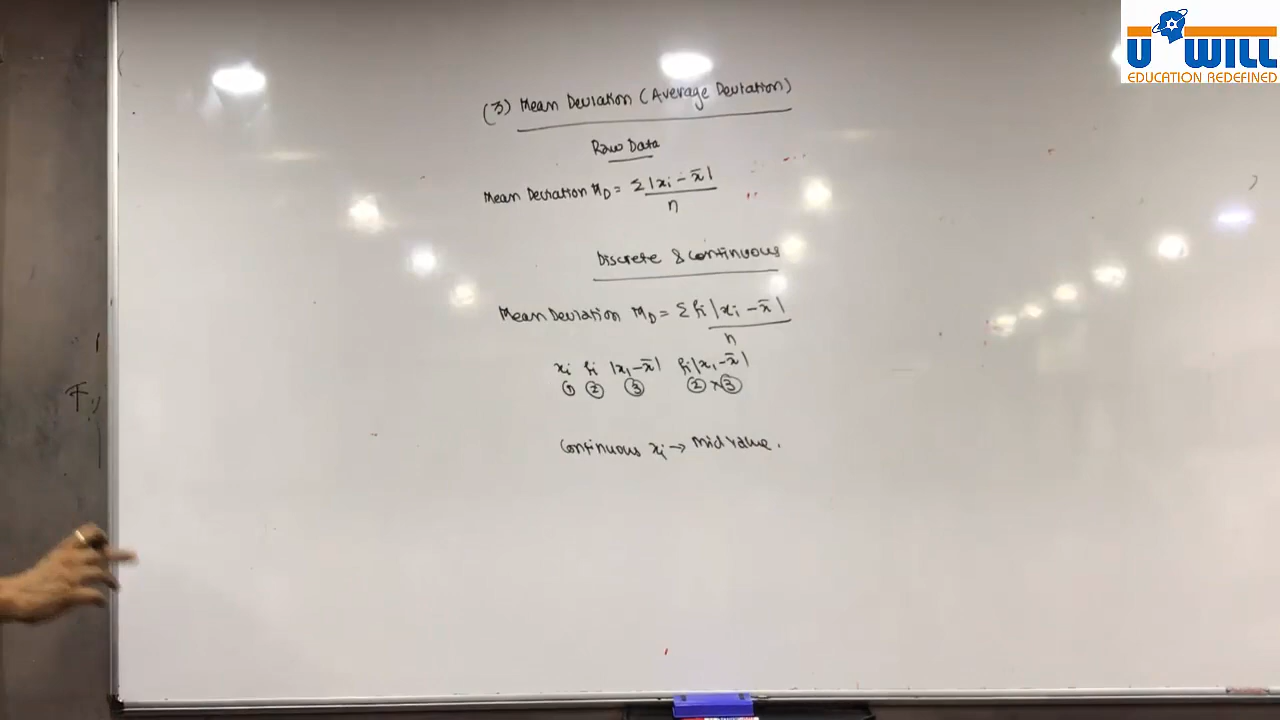 U WILL
EDUCATION REDEFINED
(3) Mean Deviation (Average Deviation)
Raw Data
Mean Deviation M_D = Σ|xi - x̄| / n
Discrete & continuous
Mean Deviation M_D = Σ fi |xi - x̄| / n
xi fi |xi - x̄| fi|xi - x̄|
① ② ③ ② × ③
Continuous xi → Mid Value.